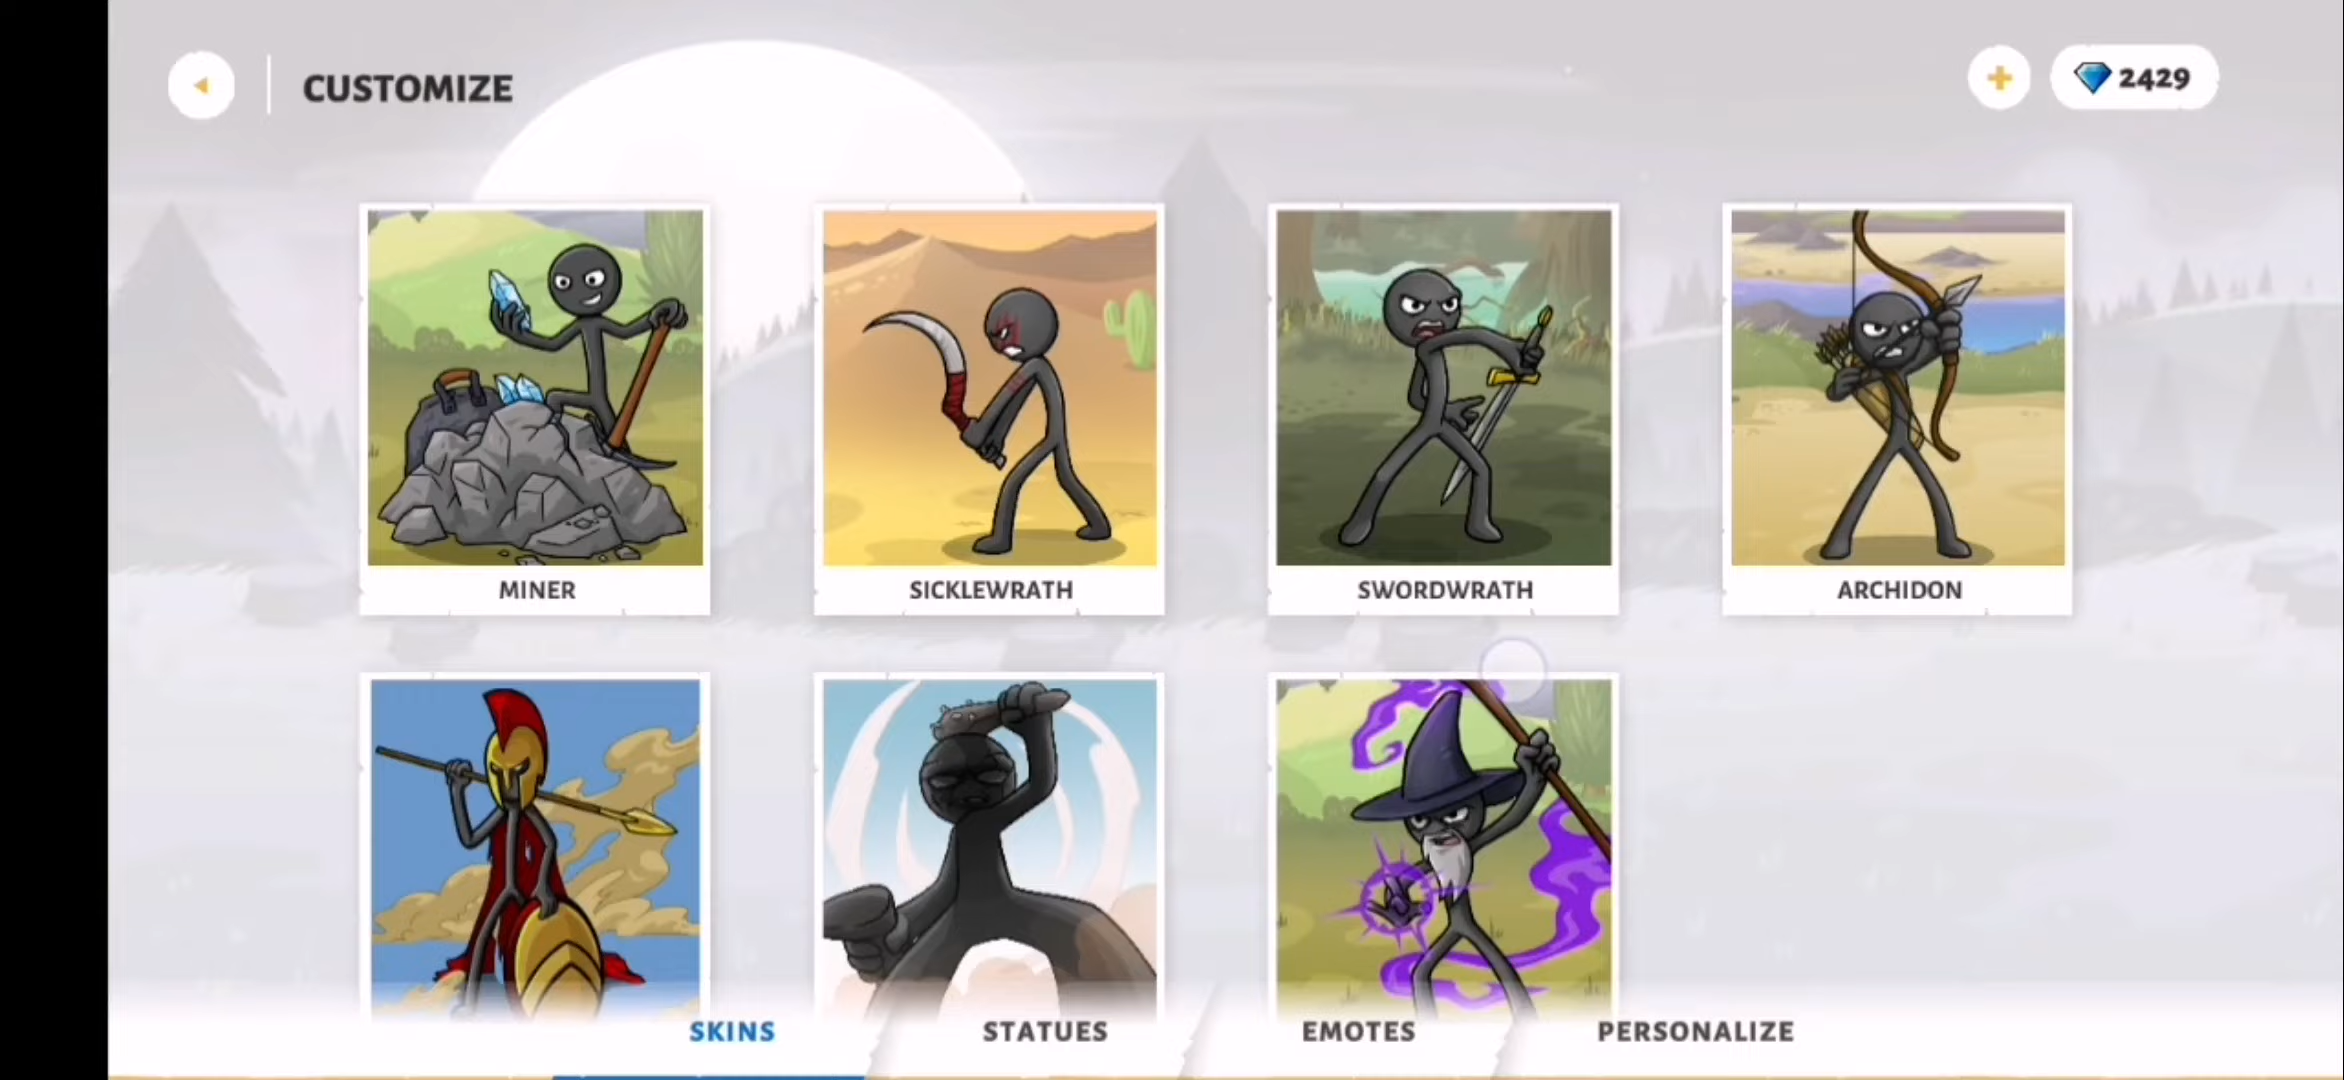 CUSTOMIZE
2429
MINER
SICKLEWRATH
SWORDWRATH
ARCHIDON
SKINS
STATUES
EMOTES
PERSONALIZE